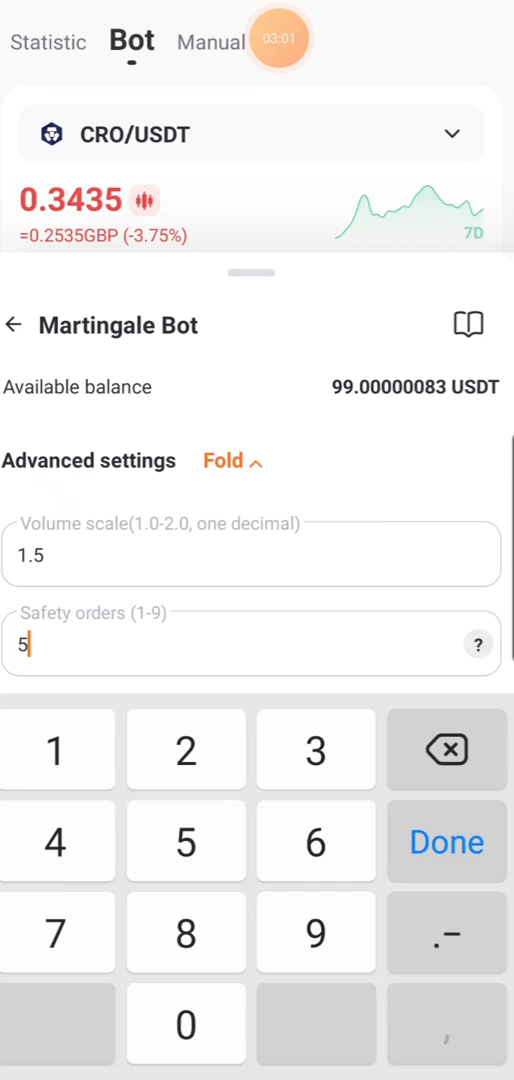 Statistic Bot Manual 03:01
CRO/USDT
0.3435
=0.2535GBP (-3.75%)
7D
Martingale Bot
Available balance 99.00000083 USDT
Advanced settings Fold
Volume scale(1.0-2.0, one decimal)
1.5
Safety orders (1-9)
5 ?
1 2 3
4 5 6 Done
7 8 9 .-
0 ,